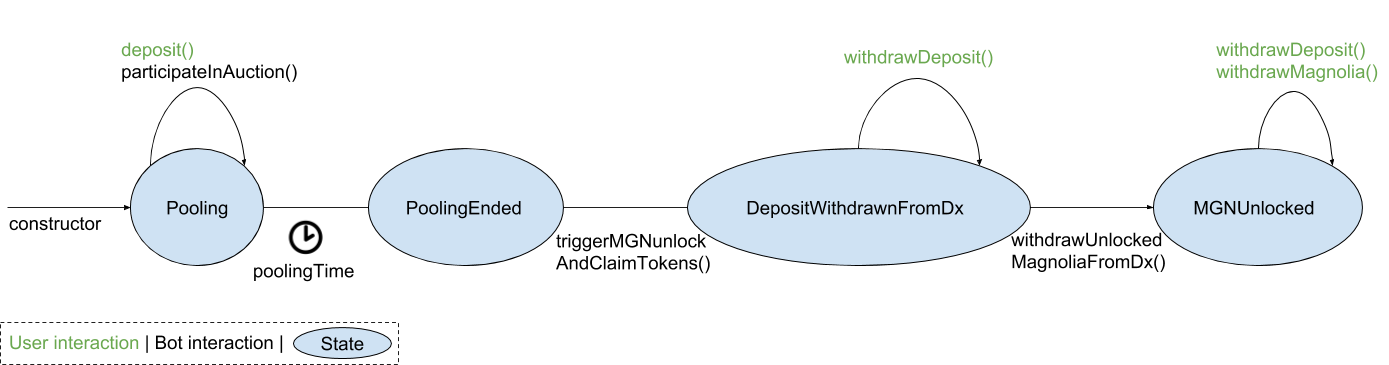 deposit()
participateInAuction()
withdrawDeposit()
withdrawDeposit()
withdrawMagnolia()
constructor
Pooling
poolingTime
PoolingEnded
triggerMGNunlock
AndClaimTokens()
DepositWithdrawnFromDx
withdrawUnlocked
MagnoliaFromDx()
MGNUnlocked
User interaction | Bot interaction | State